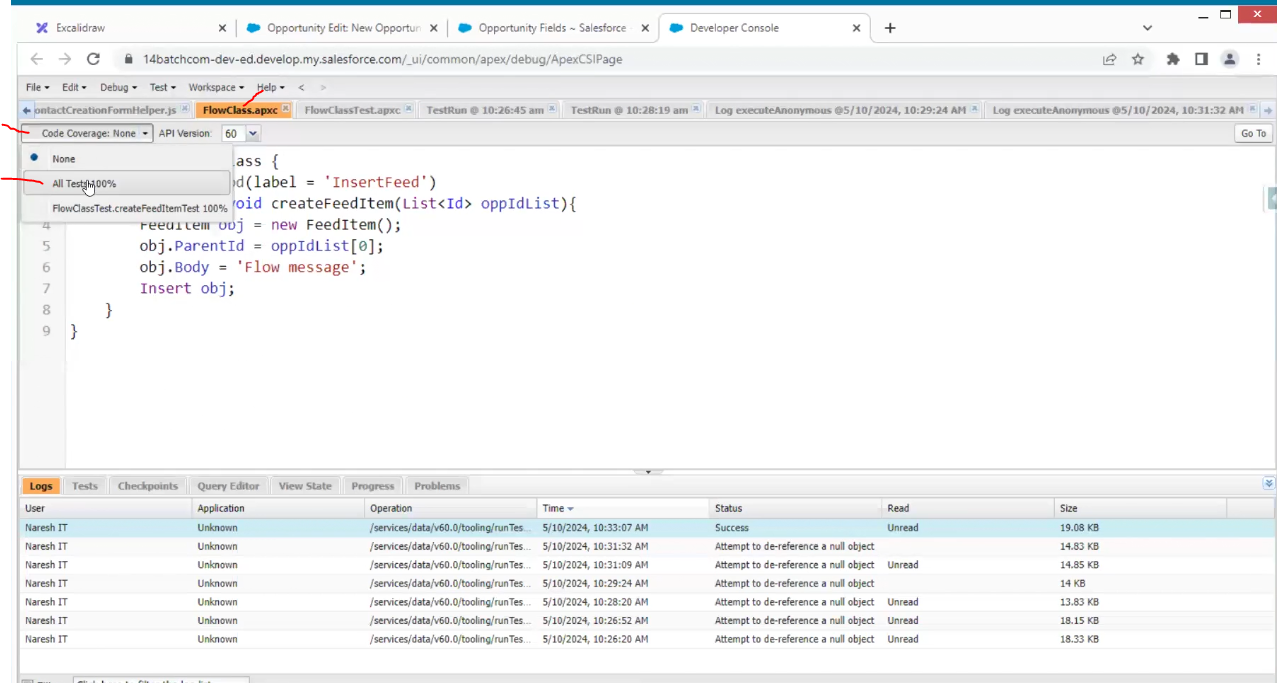 Excalidraw
Opportunity Edit: New Opportun
Opportunity Fields ~ Salesforce
Developer Console
14batchcom-dev-ed.develop.my.salesforce.com/_ui/common/apex/debug/ApexCSIPage
File Edit Debug Test Workspace Help < >
ontactCreationFormHelper.js FlowClass.apxc FlowClassTest.apxc TestRun @ 10:26:45 am TestRun @ 10:28:19 am Log executeAnonymous @5/10/2024, 10:29:24 AM Log executeAnonymous @5/10/2024, 10:31:32 AM
Code Coverage: None API Version: 60 Go To
None
All Tests 100%
FlowClassTest.createFeedItemTest 100%
ass {
d(label = 'InsertFeed')
oid createFeedItem(List<Id> oppIdList){
4 FeedItem obj = new FeedItem();
5 obj.ParentId = oppIdList[0];
6 obj.Body = 'Flow message';
7 Insert obj;
8 }
9 }
Logs Tests Checkpoints Query Editor View State Progress Problems
User Application Operation Time Status Read Size
Naresh IT Unknown /services/data/v60.0/tooling/runTes... 5/10/2024, 10:33:07 AM Success Unread 19.08 KB
Naresh IT Unknown /services/data/v60.0/tooling/runTes... 5/10/2024, 10:31:32 AM Attempt to de-reference a null object 14.83 KB
Naresh IT Unknown /services/data/v60.0/tooling/runTes... 5/10/2024, 10:31:09 AM Attempt to de-reference a null object Unread 14.85 KB
Naresh IT Unknown /services/data/v60.0/tooling/runTes... 5/10/2024, 10:29:24 AM Attempt to de-reference a null object 14 KB
Naresh IT Unknown /services/data/v60.0/tooling/runTes... 5/10/2024, 10:28:20 AM Attempt to de-reference a null object Unread 13.83 KB
Naresh IT Unknown /services/data/v60.0/tooling/runTes... 5/10/2024, 10:26:52 AM Attempt to de-reference a null object Unread 18.15 KB
Naresh IT Unknown /services/data/v60.0/tooling/runTes... 5/10/2024, 10:26:20 AM Attempt to de-reference a null object Unread 18.33 KB